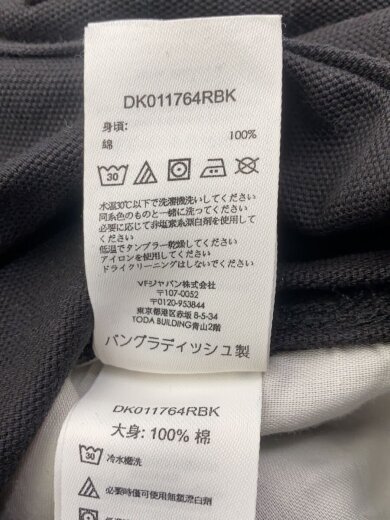 DK011764RBK
身頃:
綿 100%
30
水温30℃以下で洗濯機洗いしてください
同系色のものと一緒に洗ってください
必要に応じて非塩素系漂白剤を使用して
ください
低温でタンブラー乾燥してください
アイロンを使用してください
ドライクリーニングはしないでください
VFジャパン株式会社
〒107-0052
〒0120-953844
東京都港区赤坂 8-5-34
YODA BUILDING青山2階
バングラディッシュ製
DK011764RBK
大身: 100% 棉
30 冷水機洗
必要時僅可使用無氯漂白劑